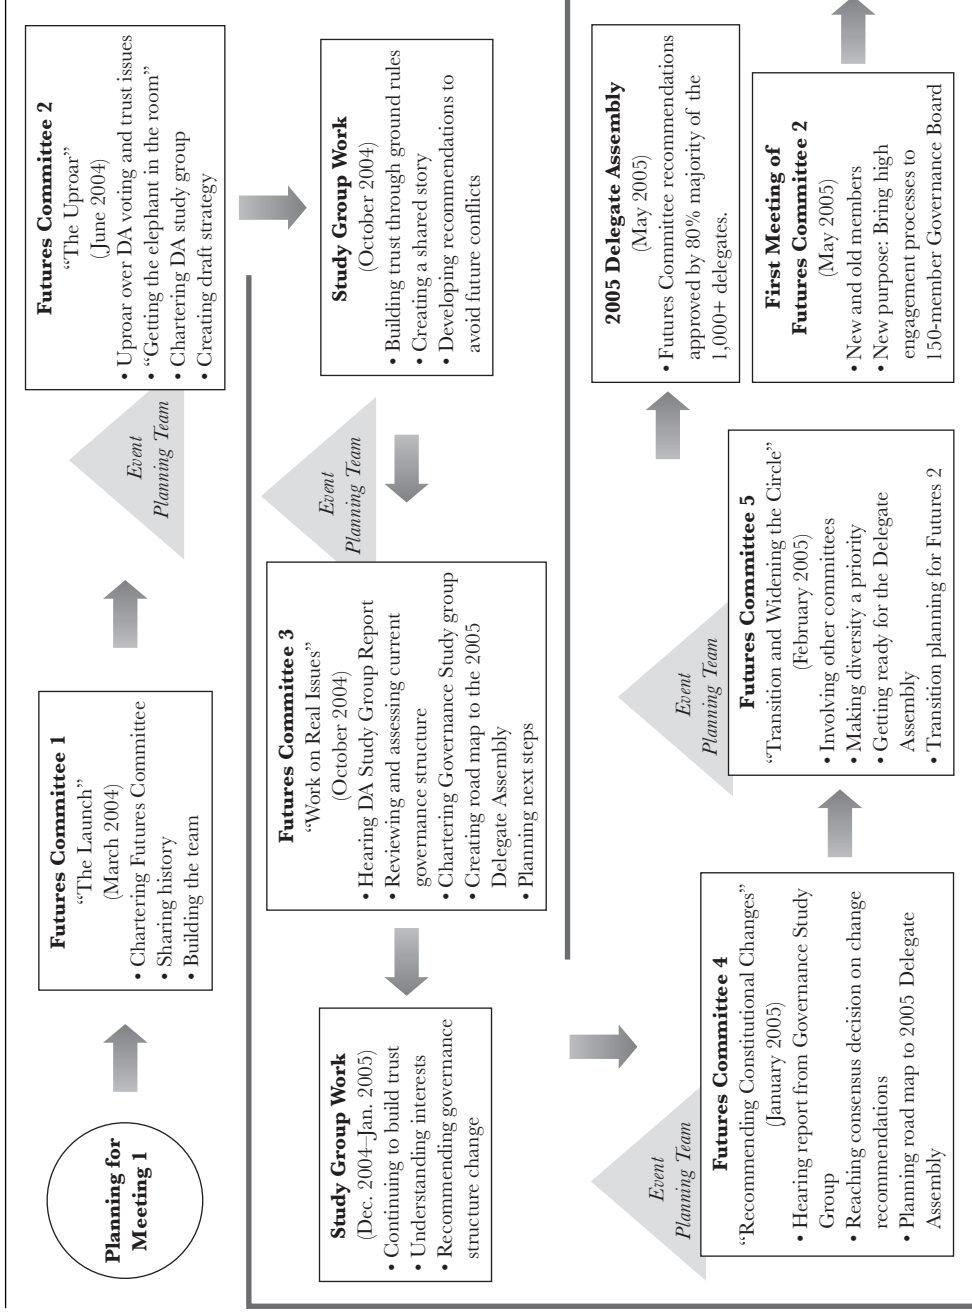 Planning for
Meeting 1
Futures Committee 1
“The Launch”
(March 2004)
• Chartering Futures Committee
• Sharing history
• Building the team
Event
Planning Team
Futures Committee 2
“The Uproar”
(June 2004)
• Uproar over DA voting and trust issues
• “Getting the elephant in the room”
• Chartering DA study group
• Creating draft strategy
Study Group Work
(October 2004)
• Building trust through ground rules
• Creating a shared story
• Developing recommendations to
avoid future conflicts
Event
Planning Team
Futures Committee 3
“Work on Real Issues”
(October 2004)
• Hearing DA Study Group Report
• Reviewing and assessing current
governance structure
• Chartering Governance Study group
• Creating road map to the 2005
Delegate Assembly
• Planning next steps
Study Group Work
(Dec. 2004–Jan. 2005)
• Continuing to build trust
• Understanding interests
• Recommending governance
structure change
Event
Planning Team
Futures Committee 4
“Recommending Constitutional Changes”
(January 2005)
• Hearing report from Governance Study
Group
• Reaching consensus decision on change
recommendations
• Planning road map to 2005 Delegate
Assembly
Event
Planning Team
Futures Committee 5
“Transition and Widening the Circle”
(February 2005)
• Involving other committees
• Making diversity a priority
• Getting ready for the Delegate
Assembly
• Transition planning for Futures 2
2005 Delegate Assembly
(May 2005)
• Futures Committee recommendations
approved by 80% majority of the
1,000+ delegates.
First Meeting of
Futures Committee 2
(May 2005)
• New and old members
• New purpose: Bring high
engagement processes to
150-member Governance Board